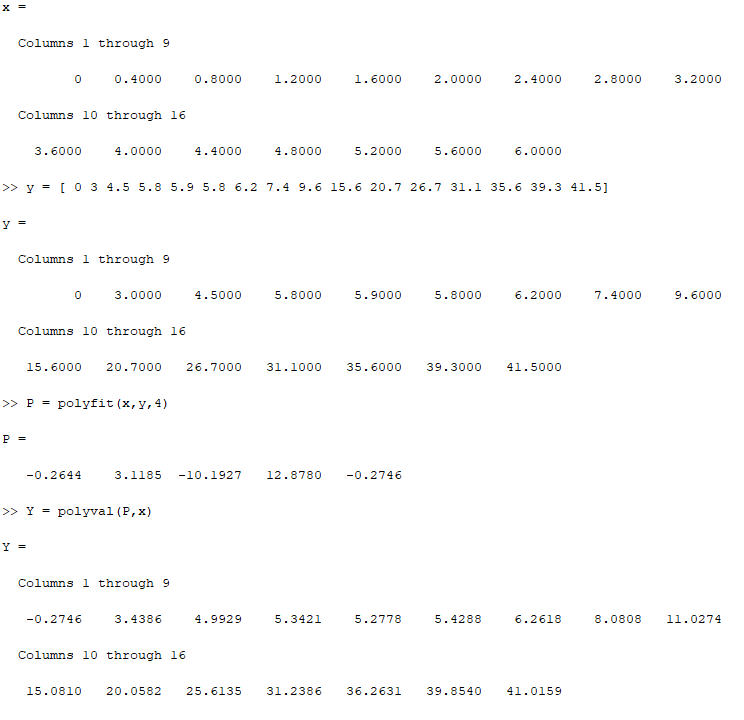 x =
Columns 1 through 9
0 0.4000 0.8000 1.2000 1.6000 2.0000 2.4000 2.8000 3.2000
Columns 10 through 16
3.6000 4.0000 4.4000 4.8000 5.2000 5.6000 6.0000
>> y = [ 0 3 4.5 5.8 5.9 5.8 6.2 7.4 9.6 15.6 20.7 26.7 31.1 35.6 39.3 41.5]
y =
Columns 1 through 9
0 3.0000 4.5000 5.8000 5.9000 5.8000 6.2000 7.4000 9.6000
Columns 10 through 16
15.6000 20.7000 26.7000 31.1000 35.6000 39.3000 41.5000
>> P = polyfit(x,y,4)
P =
-0.2644 3.1185 -10.1927 12.8780 -0.2746
>> Y = polyval(P,x)
Y =
Columns 1 through 9
-0.2746 3.4386 4.9929 5.3421 5.2778 5.4288 6.2618 8.0808 11.0274
Columns 10 through 16
15.0810 20.0582 25.6135 31.2386 36.2631 39.8540 41.0159